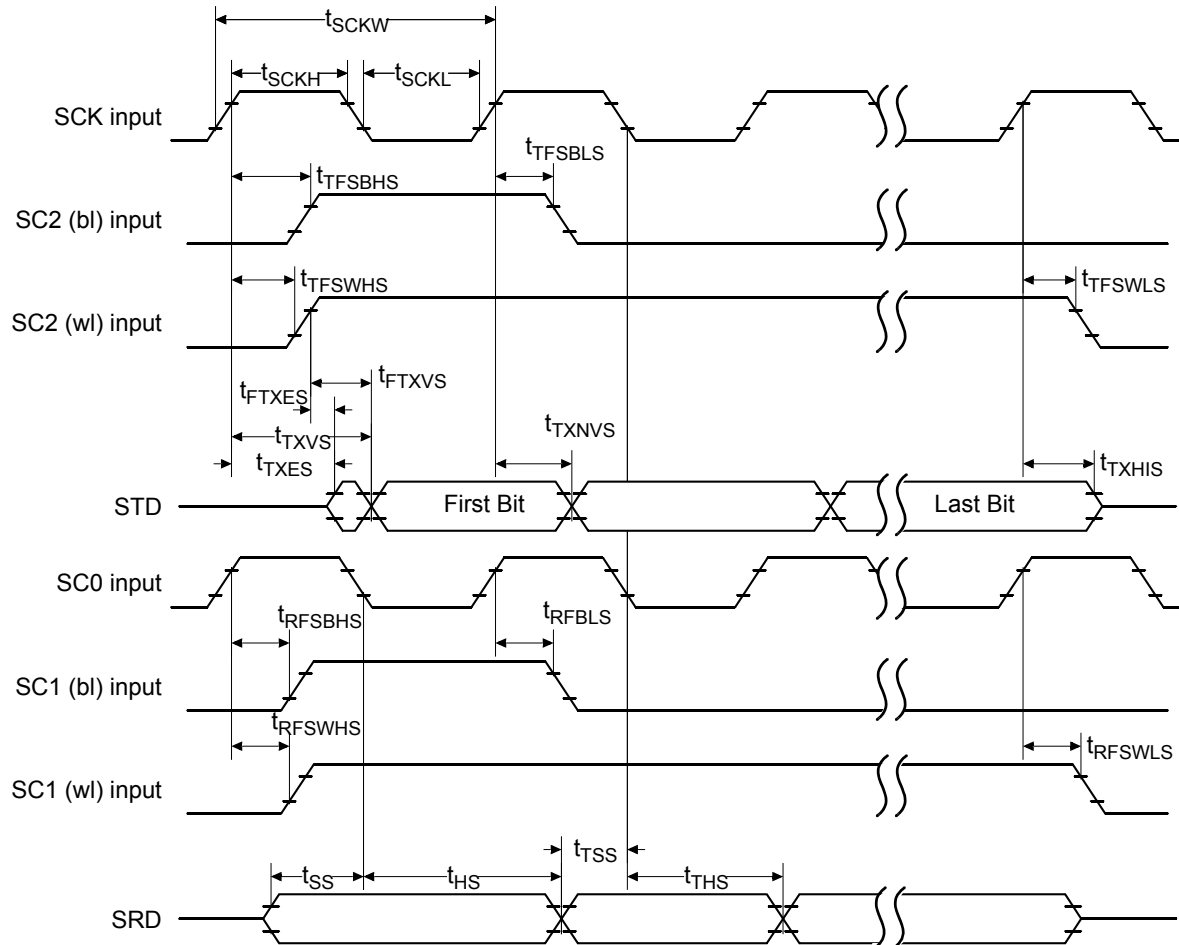 tSCKW
tSCKH
tSCKL
SCK input
tTFSBHS
tTFSBLS
SC2 (bl) input
tTFSWHS
tTFSWLS
SC2 (wl) input
tFTXES
tFTXVS
tTXVS
tTXNVS
tTXES
tTXHIS
STD
First Bit
Last Bit
SC0 input
tRFSBHS
tRFBLS
SC1 (bl) input
tRFSWHS
tRFSWLS
SC1 (wl) input
tTSS
tSS
tHS
tTHS
SRD